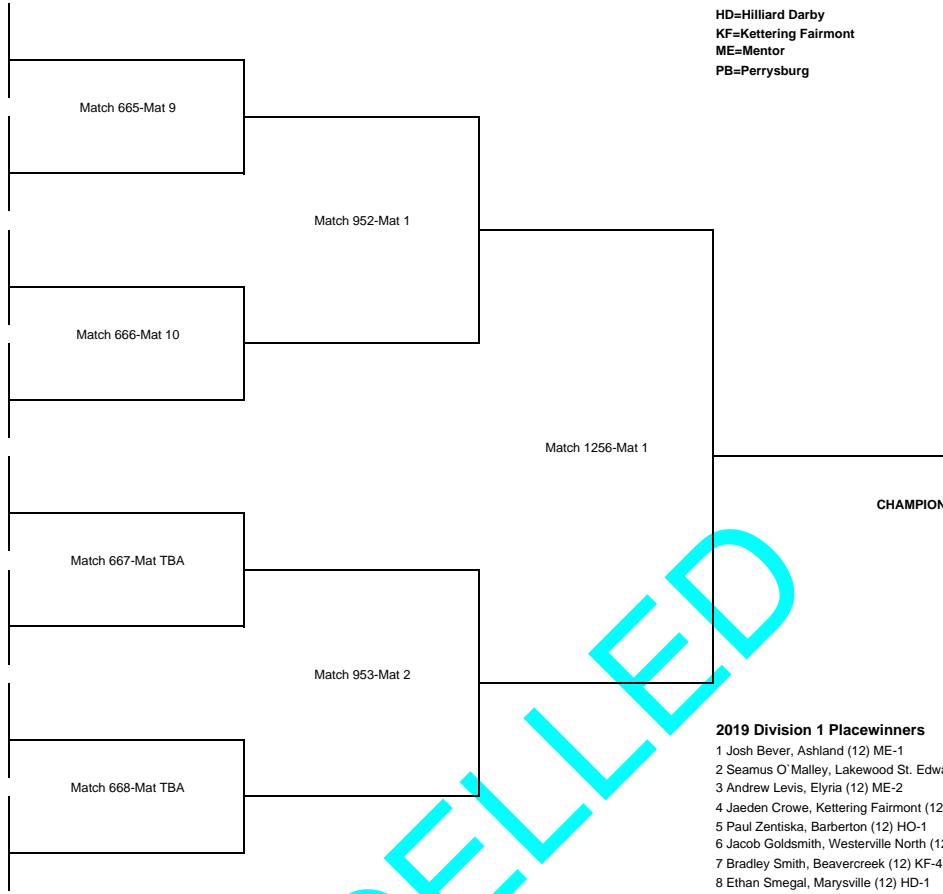 HD=Hilliard Darby
KF=Kettering Fairmont
ME=Mentor
PB=Perrysburg
Match 665-Mat 9
Match 952-Mat 1
Match 666-Mat 10
Match 1256-Mat 1
CHAMPION
Match 667-Mat TBA
Match 953-Mat 2
Match 668-Mat TBA
2019 Division 1 Placewinners
1 Josh Bever, Ashland (12) ME-1
2 Seamus O`Malley, Lakewood St. Edwa
3 Andrew Levis, Elyria (12) ME-2
4 Jaeden Crowe, Kettering Fairmont (12
5 Paul Zentiska, Barberton (12) HO-1
6 Jacob Goldsmith, Westerville North (12
7 Bradley Smith, Beavercreek (12) KF-4
8 Ethan Smegal, Marysville (12) HD-1
ELLED